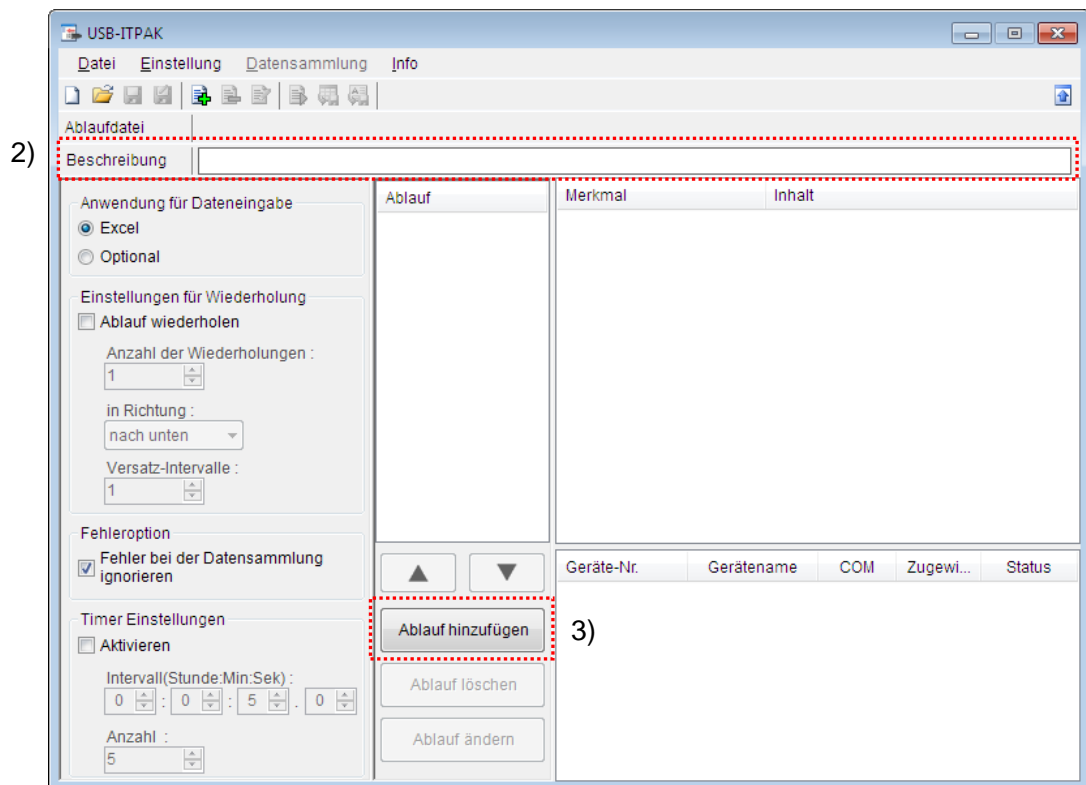 USB-ITPAK
Datei Einstellung Datensammlung Info
Ablaufdatei
2)
Beschreibung
Anwendung für Dateneingabe
Excel
Optional
Einstellungen für Wiederholung
Ablauf wiederholen
Anzahl der Wiederholungen :
1
in Richtung :
nach unten
Versatz-Intervalle :
1
Fehleroption
Fehler bei der Datensammlung
ignorieren
Timer Einstellungen
Aktivieren
Intervall(Stunde:Min:Sek) :
0 : 0 : 5 . 0
Anzahl :
5
Ablauf
▲ ▼
Ablauf hinzufügen
3)
Ablauf löschen
Ablauf ändern
Merkmal Inhalt
Geräte-Nr. Gerätename COM Zugewi... Status